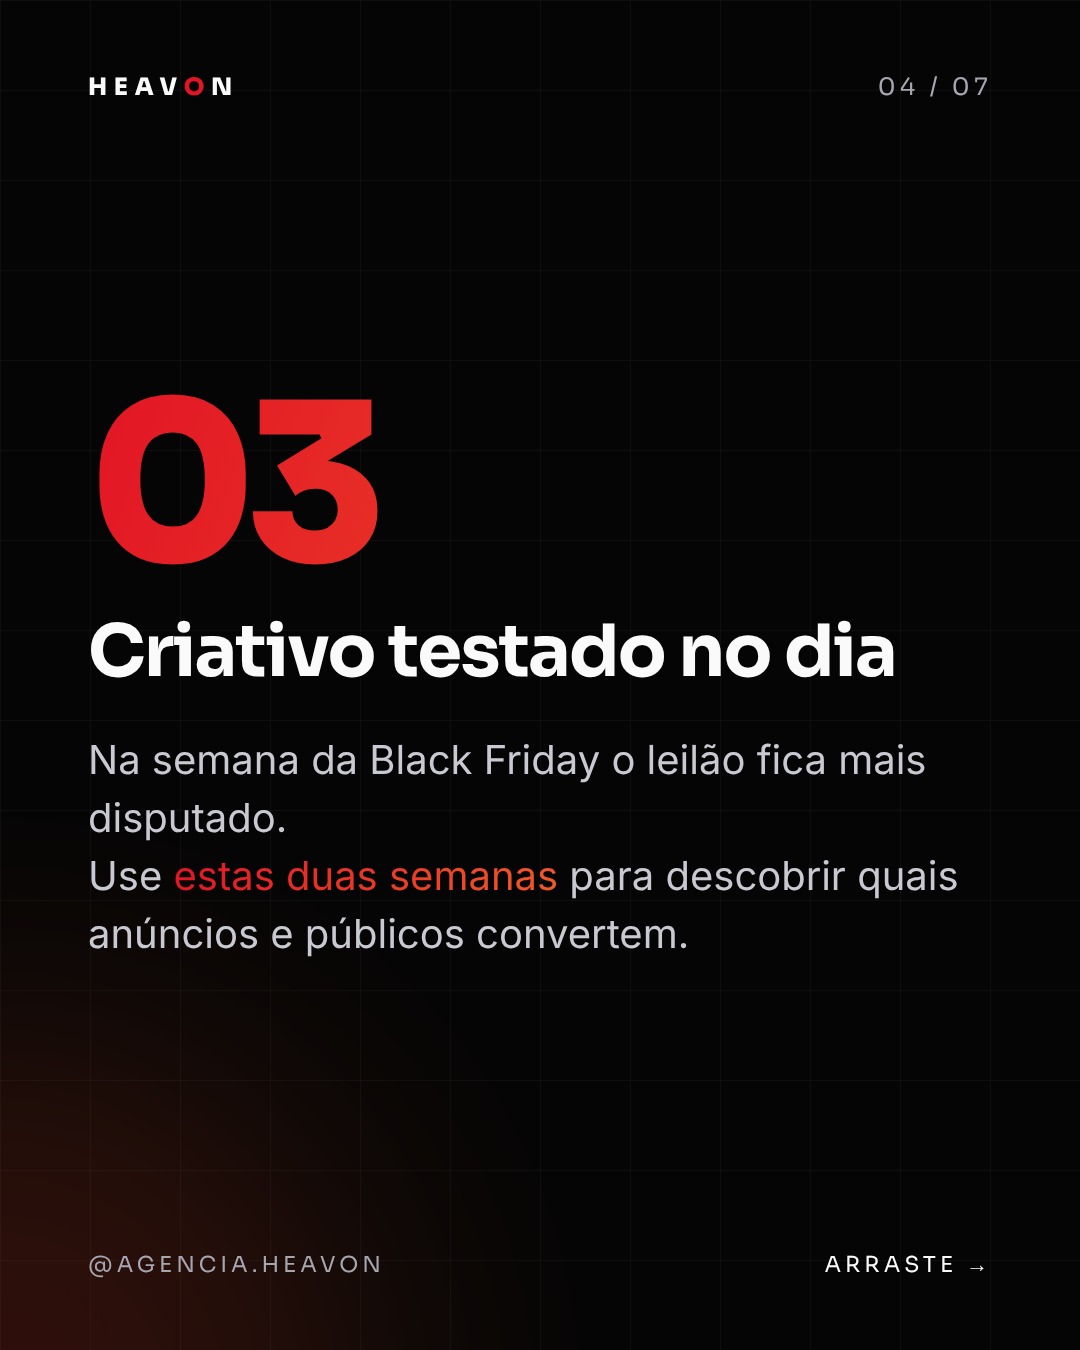 HEAVON
04 / 07
03
Criativo testado no dia
Na semana da Black Friday o leilão fica mais
disputado.
Use estas duas semanas para descobrir quais
anúncios e públicos convertem.
@AGENCIA.HEAVON
ARRASTE →